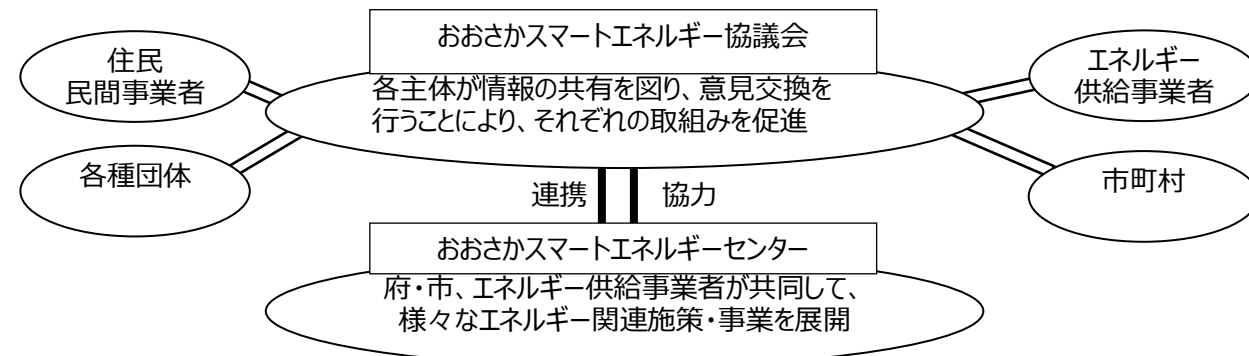 おおさかスマートエネルギー協議会
住民
民間事業者
各主体が情報の共有を図り、意見交換を
行うことにより、それぞれの取組みを促進
エネルギー
供給事業者
各種団体
市町村
連携 協力
おおさかスマートエネルギーセンター
府・市、エネルギー供給事業者が共同して、
様々なエネルギー関連施策・事業を展開